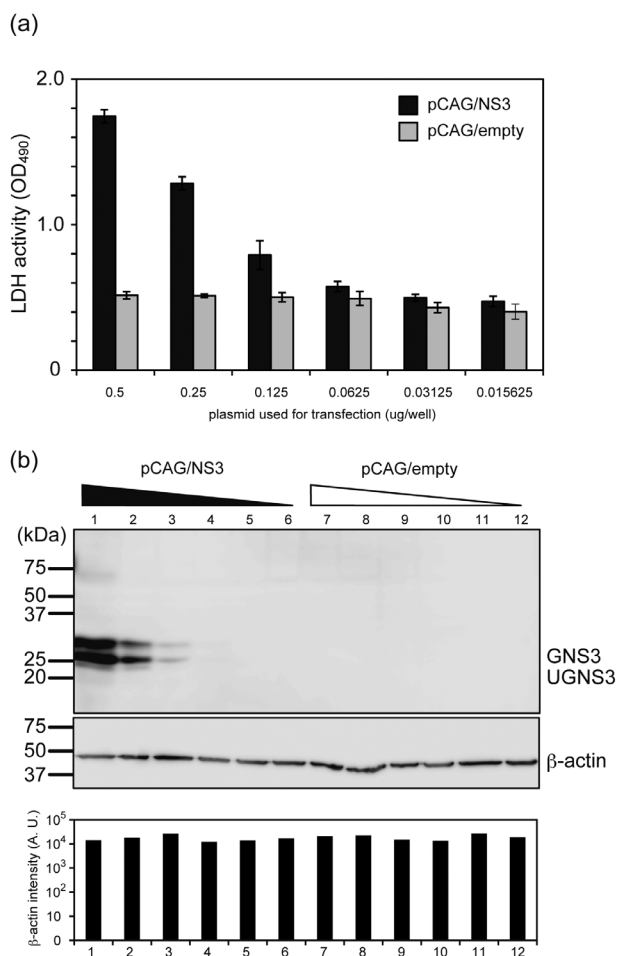 (a)
2.0
1.0
0
LDH activity (OD490)
pCAG/NS3
pCAG/empty
0.5 0.25 0.125 0.0625 0.03125 0.015625
plasmid used for transfection (ug/well)
(b)
pCAG/NS3 pCAG/empty
1 2 3 4 5 6 7 8 9 10 11 12
(kDa)
75
50
37
25
20
GNS3
UGNS3
75
50
37
β-actin
β-actin intensity (A. U.)
10^5
10^4
10^3
10^2
10^1
0
1 2 3 4 5 6 7 8 9 10 11 12